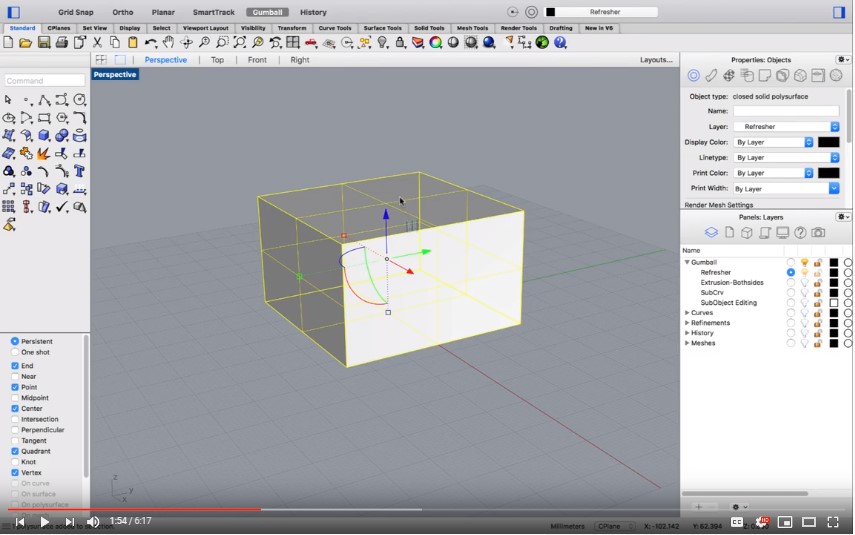 Grid Snap Ortho Planar SmartTrack Gumball History Refresher
Standard CPlanes Set View Display Select Viewport Layout Visibility Transform Curve Tools Surface Tools Solid Tools Mesh Tools Render Tools Drafting New in V6
Perspective Top Front Right Layouts...
Perspective
Command
Properties: Objects
Object type: closed solid polysurface
Name:
Layer: Refresher
Display Color: By Layer
Linetype: By Layer
Print Color: By Layer
Print Width: By Layer
Render Mesh Settings
Panels: Layers
Name
Gumball
Refresher
Extrusion-Bothsides
SubCrv
SubObject Editing
Curves
Refinements
History
Meshes
Persistent
One shot
End
Near
Point
Midpoint
Center
Intersection
Perpendicular
Tangent
Quadrant
Knot
Vertex
On curve
On surface
On polysurface
z
y
x
1:54 / 6:17
Millimeters CPlane X: -102.142 Y: 62.394